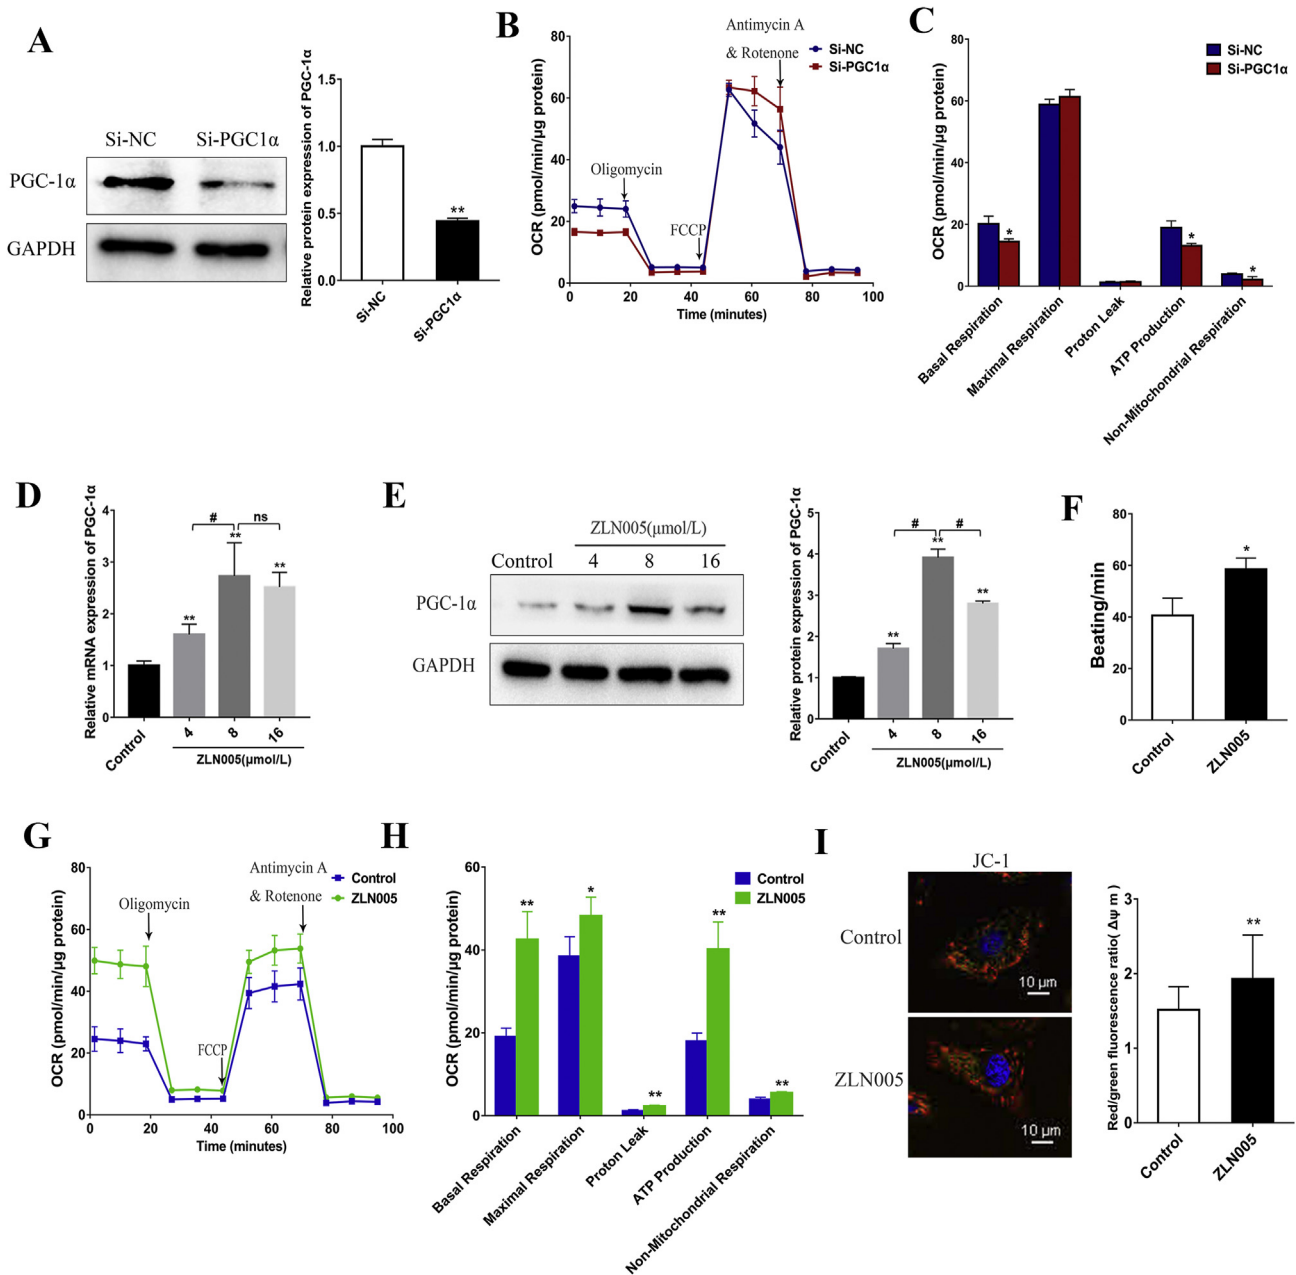 A
Si-NC
Si-PGC1α
PGC-1α
GAPDH
Relative protein expression of PGC-1α
1.5
1.0
0.5
0.0
**
Si-NC
Si-PGC1α
B
Antimycin A
& Rotenone
Si-NC
Si-PGC1α
Oligomycin
FCCP
OCR (pmol/min/μg protein)
80
60
40
20
0
0
20
40
60
80
100
Time (minutes)
C
Si-NC
Si-PGC1α
OCR (pmol/min/μg protein)
80
60
40
20
0
*
*
*
Basal Respiration
Maximal Respiration
Proton Leak
ATP Production
Non-Mitochondrial Respiration
D
Relative mRNA expression of PGC-1α
4
3
2
1
0
#
ns
**
**
**
Control
4
8
16
ZLN005(μmol/L)
E
ZLN005(μmol/L)
Control
4
8
16
PGC-1α
GAPDH
Relative protein expression of PGC-1α
5
4
3
2
1
0
#
#
**
**
**
Control
4
8
16
ZLN005(μmol/L)
F
Beating/min
80
60
40
20
0
*
Control
ZLN005
G
Antimycin A
& Rotenone
Control
ZLN005
Oligomycin
FCCP
OCR (pmol/min/μg protein)
80
60
40
20
0
0
20
40
60
80
100
Time (minutes)
H
Control
ZLN005
OCR (pmol/min/μg protein)
60
40
20
0
**
*
**
**
**
Basal Respiration
Maximal Respiration
Proton Leak
ATP Production
Non-Mitochondrial Respiration
I
JC-1
Control
10 μm
ZLN005
10 μm
Red/green fluorescence ratio( Δψ m )
3
2
1
0
**
Control
ZLN005